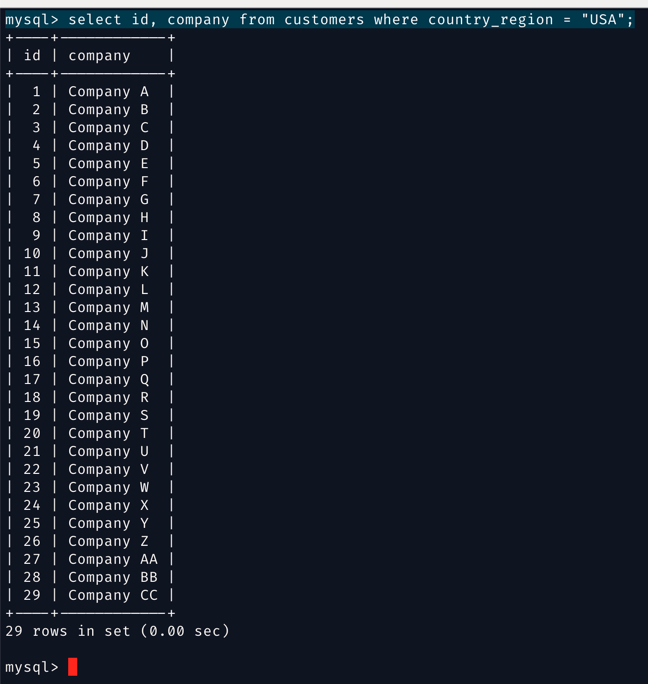 mysql> select id, company from customers where country_region = "USA";
+----+------------+
| id | company    |
+----+------------+
|  1 | Company A  |
|  2 | Company B  |
|  3 | Company C  |
|  4 | Company D  |
|  5 | Company E  |
|  6 | Company F  |
|  7 | Company G  |
|  8 | Company H  |
|  9 | Company I  |
| 10 | Company J  |
| 11 | Company K  |
| 12 | Company L  |
| 13 | Company M  |
| 14 | Company N  |
| 15 | Company O  |
| 16 | Company P  |
| 17 | Company Q  |
| 18 | Company R  |
| 19 | Company S  |
| 20 | Company T  |
| 21 | Company U  |
| 22 | Company V  |
| 23 | Company W  |
| 24 | Company X  |
| 25 | Company Y  |
| 26 | Company Z  |
| 27 | Company AA |
| 28 | Company BB |
| 29 | Company CC |
+----+------------+
29 rows in set (0.00 sec)
mysql>